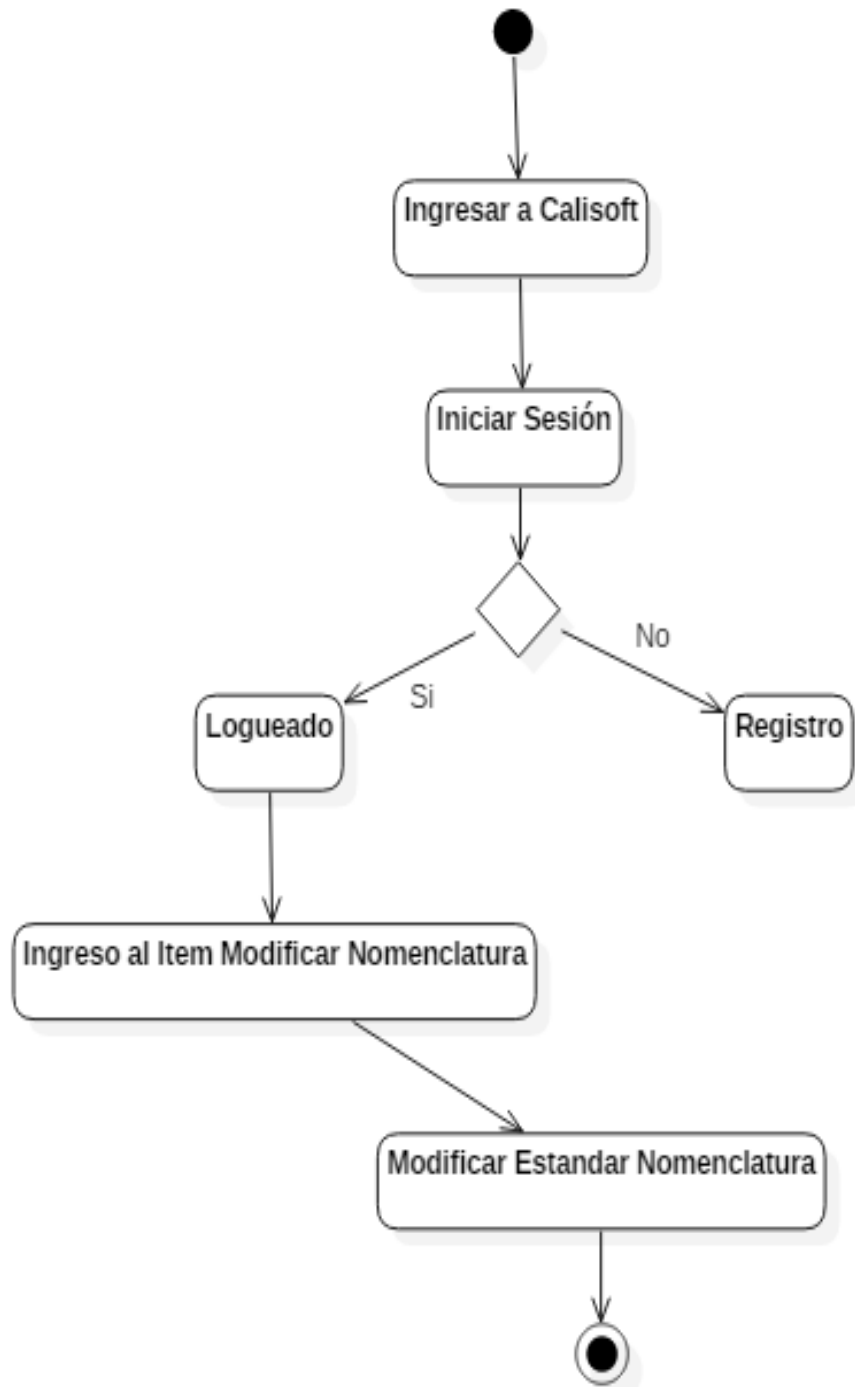 Ingresar a Calisoft
Iniciar Sesión
No
Si
Logueado
Registro
Ingreso al Item Modificar Nomenclatura
Modificar Estandar Nomenclatura